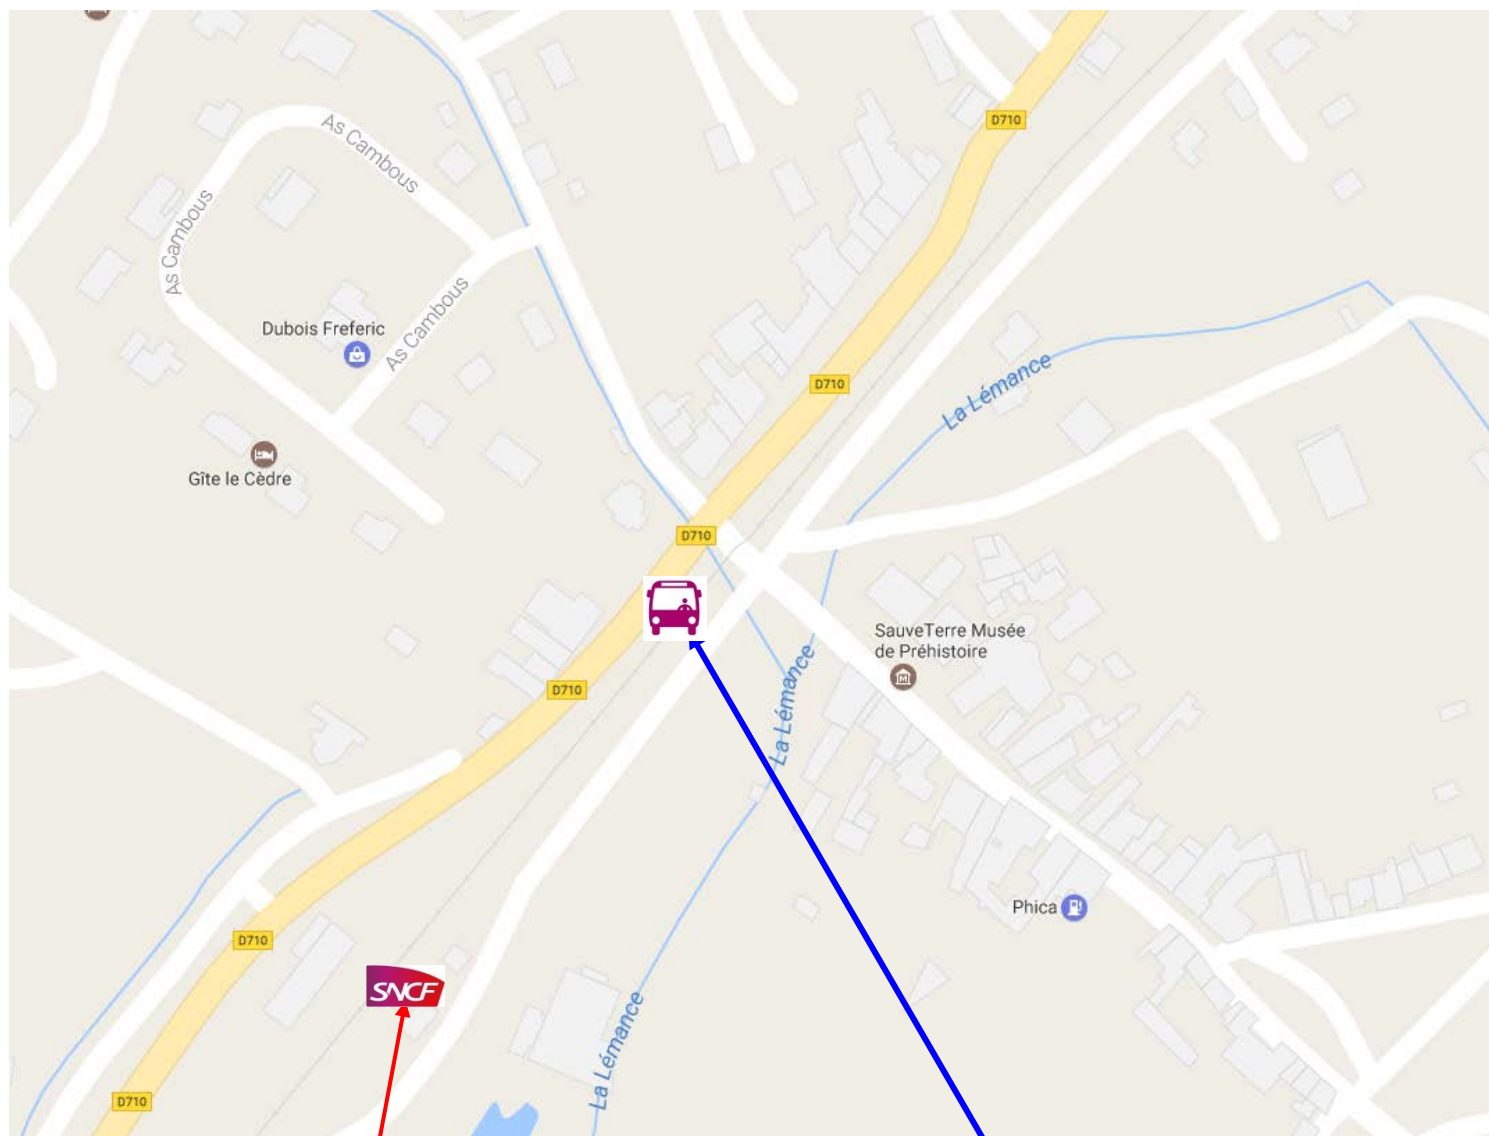 D710
As Cambous
As Cambous
Dubois Freferic
As Cambous
D710
La Lémance
Gîte le Cèdre
D710
SauveTerre Musée
de Préhistoire
D710
La Lémance
Phica
D710
SNCF
La Lémance
D710